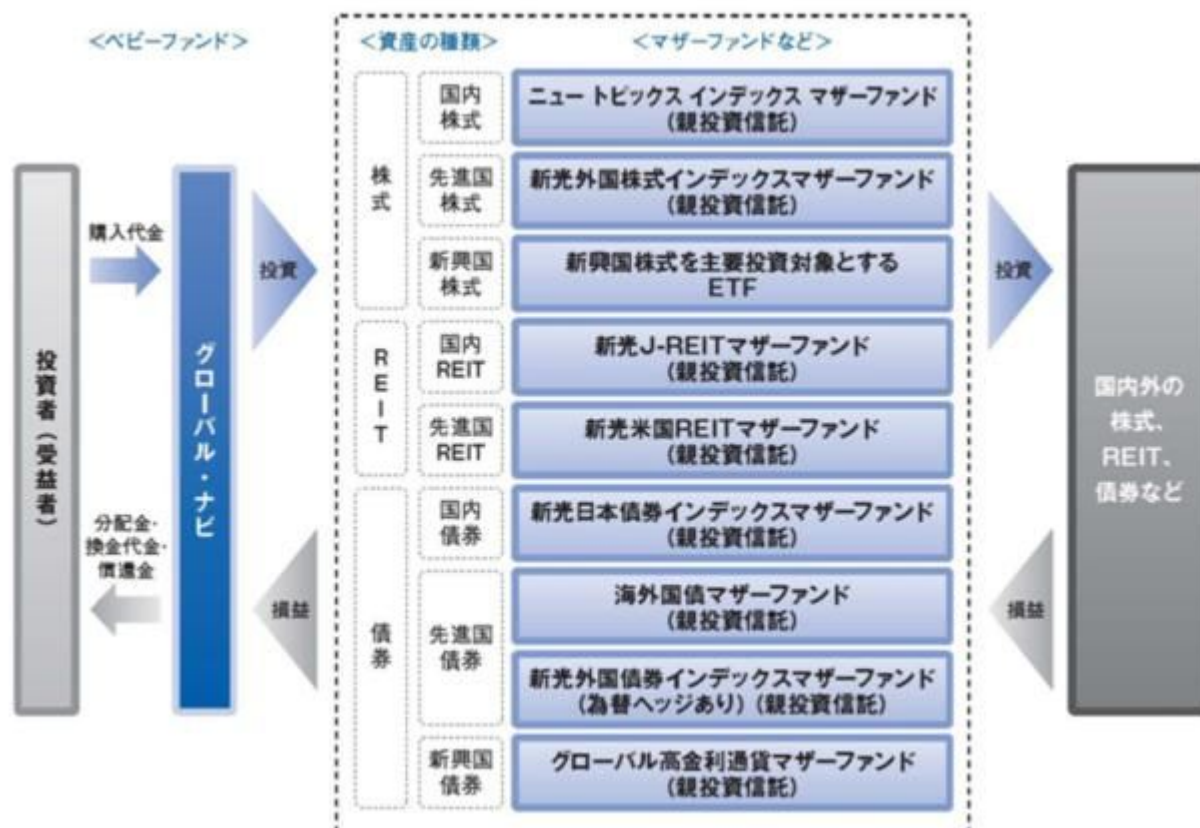 <ベビーファンド>
<資産の種類>
<マザーファンドなど>
投資者(受益者)
購入代金
分配金・
換金代金・
償還金
グローバル・ナビ
投資
損益
株式
国内
株式
ニュー トピックス インデックス マザーファンド
(親投資信託)
先進国
株式
新光外国株式インデックスマザーファンド
(親投資信託)
新興国
株式
新興国株式を主要投資対象とする
ETF
REIT
国内
REIT
新光J-REITマザーファンド
(親投資信託)
先進国
REIT
新光米国REITマザーファンド
(親投資信託)
債券
国内
債券
新光日本債券インデックスマザーファンド
(親投資信託)
先進国
債券
海外国債マザーファンド
(親投資信託)
新光外国債券インデックスマザーファンド
(為替ヘッジあり)(親投資信託)
新興国
債券
グローバル高金利通貨マザーファンド
(親投資信託)
投資
損益
国内外の
株式、
REIT、
債券など